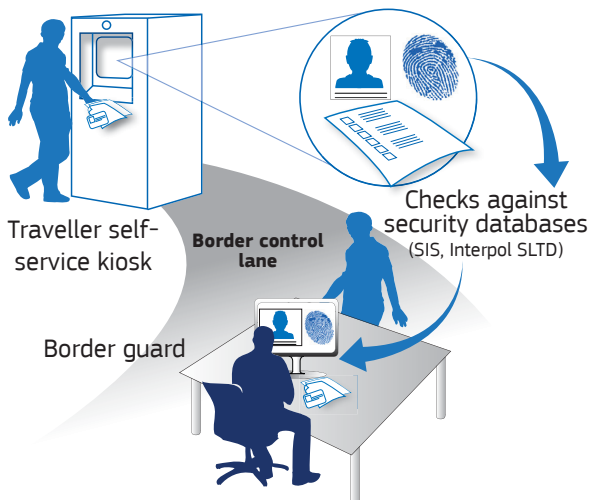 Traveller self-
service kiosk
Checks against
security databases
(SIS, Interpol SLTD)
Border control
lane
Border guard